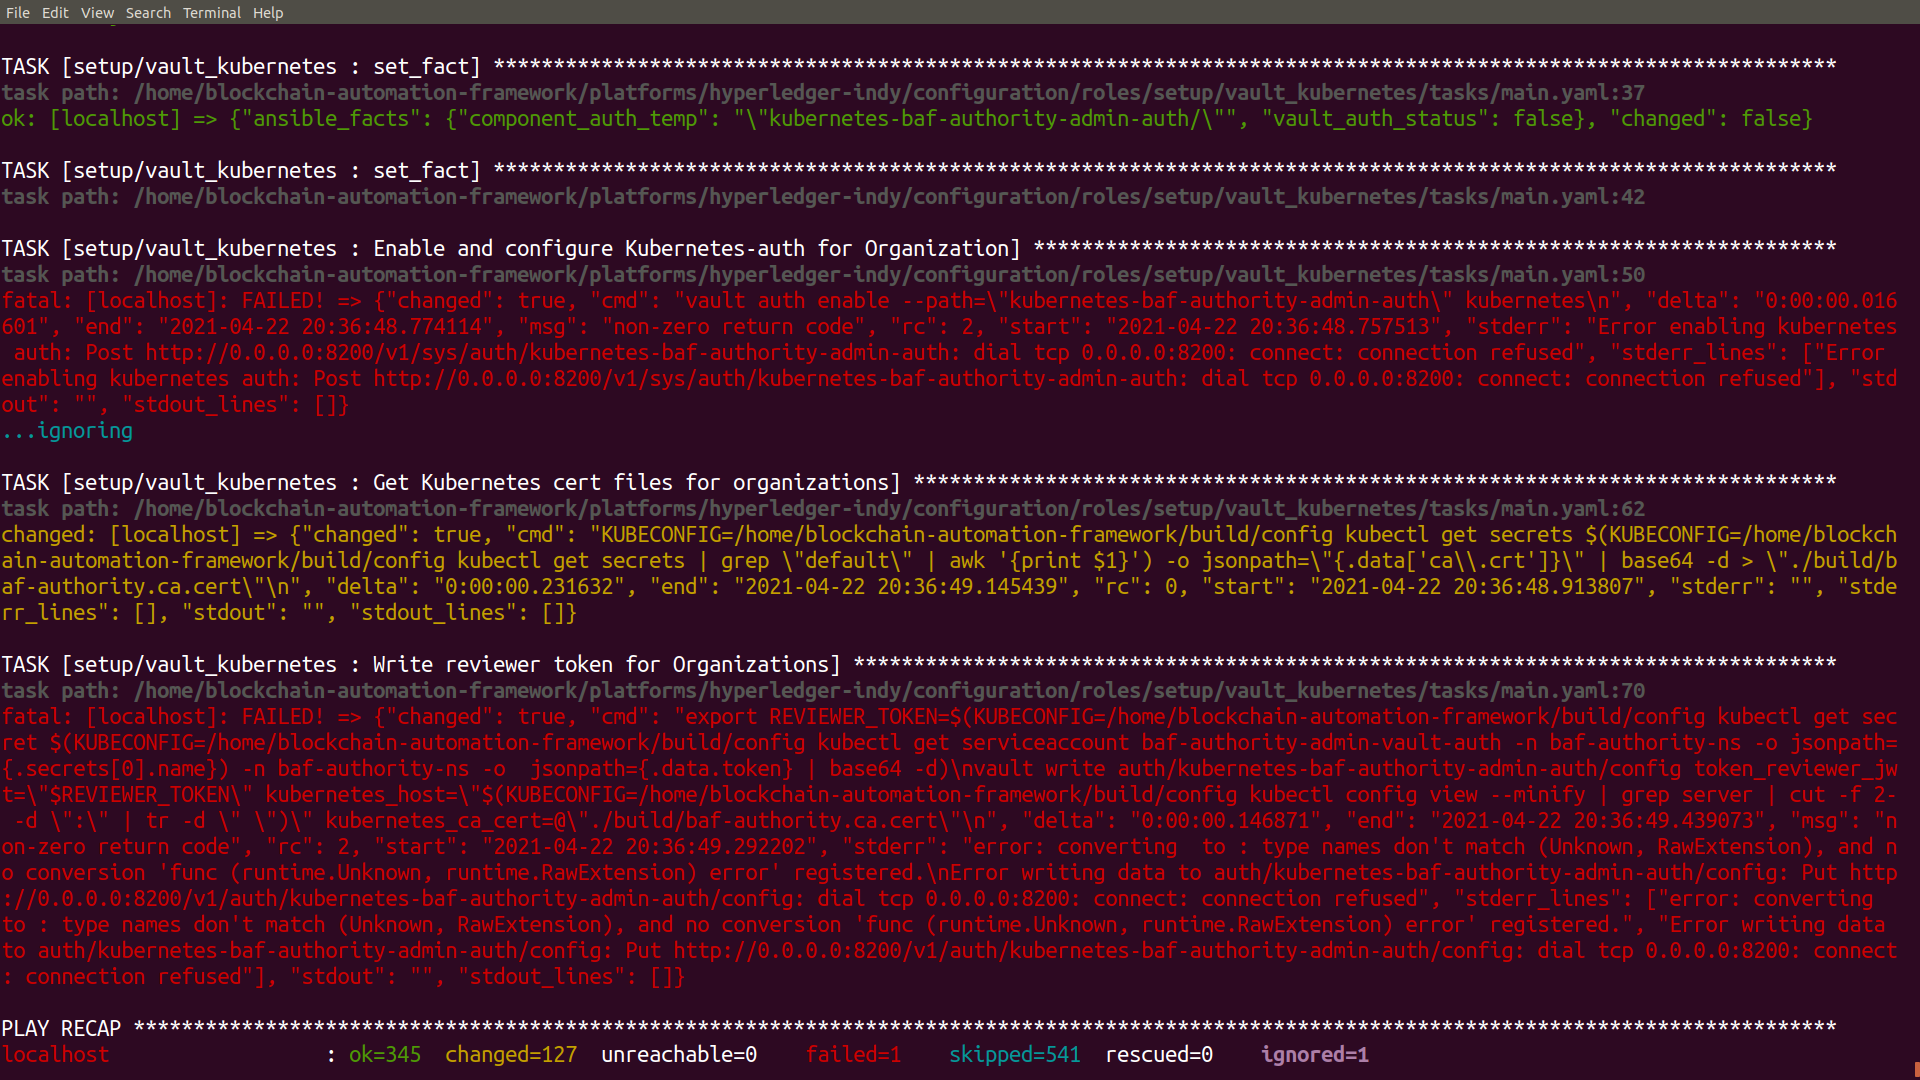 File Edit View Search Terminal Help
TASK [setup/vault_kubernetes : set_fact] ****************************************************************************************************************
task path: /home/blockchain-automation-framework/platforms/hyperledger-indy/configuration/roles/setup/vault_kubernetes/tasks/main.yaml:37
ok: [localhost] => {"ansible_facts": {"component_auth_temp": "\"kubernetes-baf-authority-admin-auth/\"", "vault_auth_status": false}, "changed": false}
TASK [setup/vault_kubernetes : set_fact] ****************************************************************************************************************
task path: /home/blockchain-automation-framework/platforms/hyperledger-indy/configuration/roles/setup/vault_kubernetes/tasks/main.yaml:42
TASK [setup/vault_kubernetes : Enable and configure Kubernetes-auth for Organization] *******************************************************************
task path: /home/blockchain-automation-framework/platforms/hyperledger-indy/configuration/roles/setup/vault_kubernetes/tasks/main.yaml:50
fatal: [localhost]: FAILED! => {"changed": true, "cmd": "vault auth enable --path=\"kubernetes-baf-authority-admin-auth\" kubernetes\n", "delta": "0:00:00.016
601", "end": "2021-04-22 20:36:48.774114", "msg": "non-zero return code", "rc": 2, "start": "2021-04-22 20:36:48.757513", "stderr": "Error enabling kubernetes
 auth: Post http://0.0.0.0:8200/v1/sys/auth/kubernetes-baf-authority-admin-auth: dial tcp 0.0.0.0:8200: connect: connection refused", "stderr_lines": ["Error
enabling kubernetes auth: Post http://0.0.0.0:8200/v1/sys/auth/kubernetes-baf-authority-admin-auth: dial tcp 0.0.0.0:8200: connect: connection refused"], "std
out": "", "stdout_lines": []}
...ignoring
TASK [setup/vault_kubernetes : Get Kubernetes cert files for organizations] *****************************************************************************
task path: /home/blockchain-automation-framework/platforms/hyperledger-indy/configuration/roles/setup/vault_kubernetes/tasks/main.yaml:62
changed: [localhost] => {"changed": true, "cmd": "KUBECONFIG=/home/blockchain-automation-framework/build/config kubectl get secrets $(KUBECONFIG=/home/blockch
ain-automation-framework/build/config kubectl get secrets | grep \"default\" | awk '{print $1}') -o jsonpath=\"{.data['ca\\.crt']}\" | base64 -d > \"./build/b
af-authority.ca.cert\"\n", "delta": "0:00:00.231632", "end": "2021-04-22 20:36:49.145439", "rc": 0, "start": "2021-04-22 20:36:48.913807", "stderr": "", "stde
rr_lines": [], "stdout": "", "stdout_lines": []}
TASK [setup/vault_kubernetes : Write reviewer token for Organizations] **********************************************************************************
task path: /home/blockchain-automation-framework/platforms/hyperledger-indy/configuration/roles/setup/vault_kubernetes/tasks/main.yaml:70
fatal: [localhost]: FAILED! => {"changed": true, "cmd": "export REVIEWER_TOKEN=$(KUBECONFIG=/home/blockchain-automation-framework/build/config kubectl get sec
ret $(KUBECONFIG=/home/blockchain-automation-framework/build/config kubectl get serviceaccount baf-authority-admin-vault-auth -n baf-authority-ns -o jsonpath=
{.secrets[0].name}) -n baf-authority-ns -o  jsonpath={.data.token} | base64 -d)\nvault write auth/kubernetes-baf-authority-admin-auth/config token_reviewer_jw
t=\"$REVIEWER_TOKEN\" kubernetes_host=\"$(KUBECONFIG=/home/blockchain-automation-framework/build/config kubectl config view --minify | grep server | cut -f 2-
 -d \":\" | tr -d \" \")\" kubernetes_ca_cert=@\"./build/baf-authority.ca.cert\"\n", "delta": "0:00:00.146871", "end": "2021-04-22 20:36:49.439073", "msg": "n
on-zero return code", "rc": 2, "start": "2021-04-22 20:36:49.292202", "stderr": "error: converting  to : type names don't match (Unknown, RawExtension), and n
o conversion 'func (runtime.Unknown, runtime.RawExtension) error' registered.\nError writing data to auth/kubernetes-baf-authority-admin-auth/config: Put http
://0.0.0.0:8200/v1/auth/kubernetes-baf-authority-admin-auth/config: dial tcp 0.0.0.0:8200: connect: connection refused", "stderr_lines": ["error: converting
to : type names don't match (Unknown, RawExtension), and no conversion 'func (runtime.Unknown, runtime.RawExtension) error' registered.", "Error writing data
to auth/kubernetes-baf-authority-admin-auth/config: Put http://0.0.0.0:8200/v1/auth/kubernetes-baf-authority-admin-auth/config: dial tcp 0.0.0.0:8200: connect
: connection refused"], "stdout": "", "stdout_lines": []}
PLAY RECAP **********************************************************************************************************************************************
localhost                  : ok=345  changed=127  unreachable=0    failed=1    skipped=541  rescued=0    ignored=1